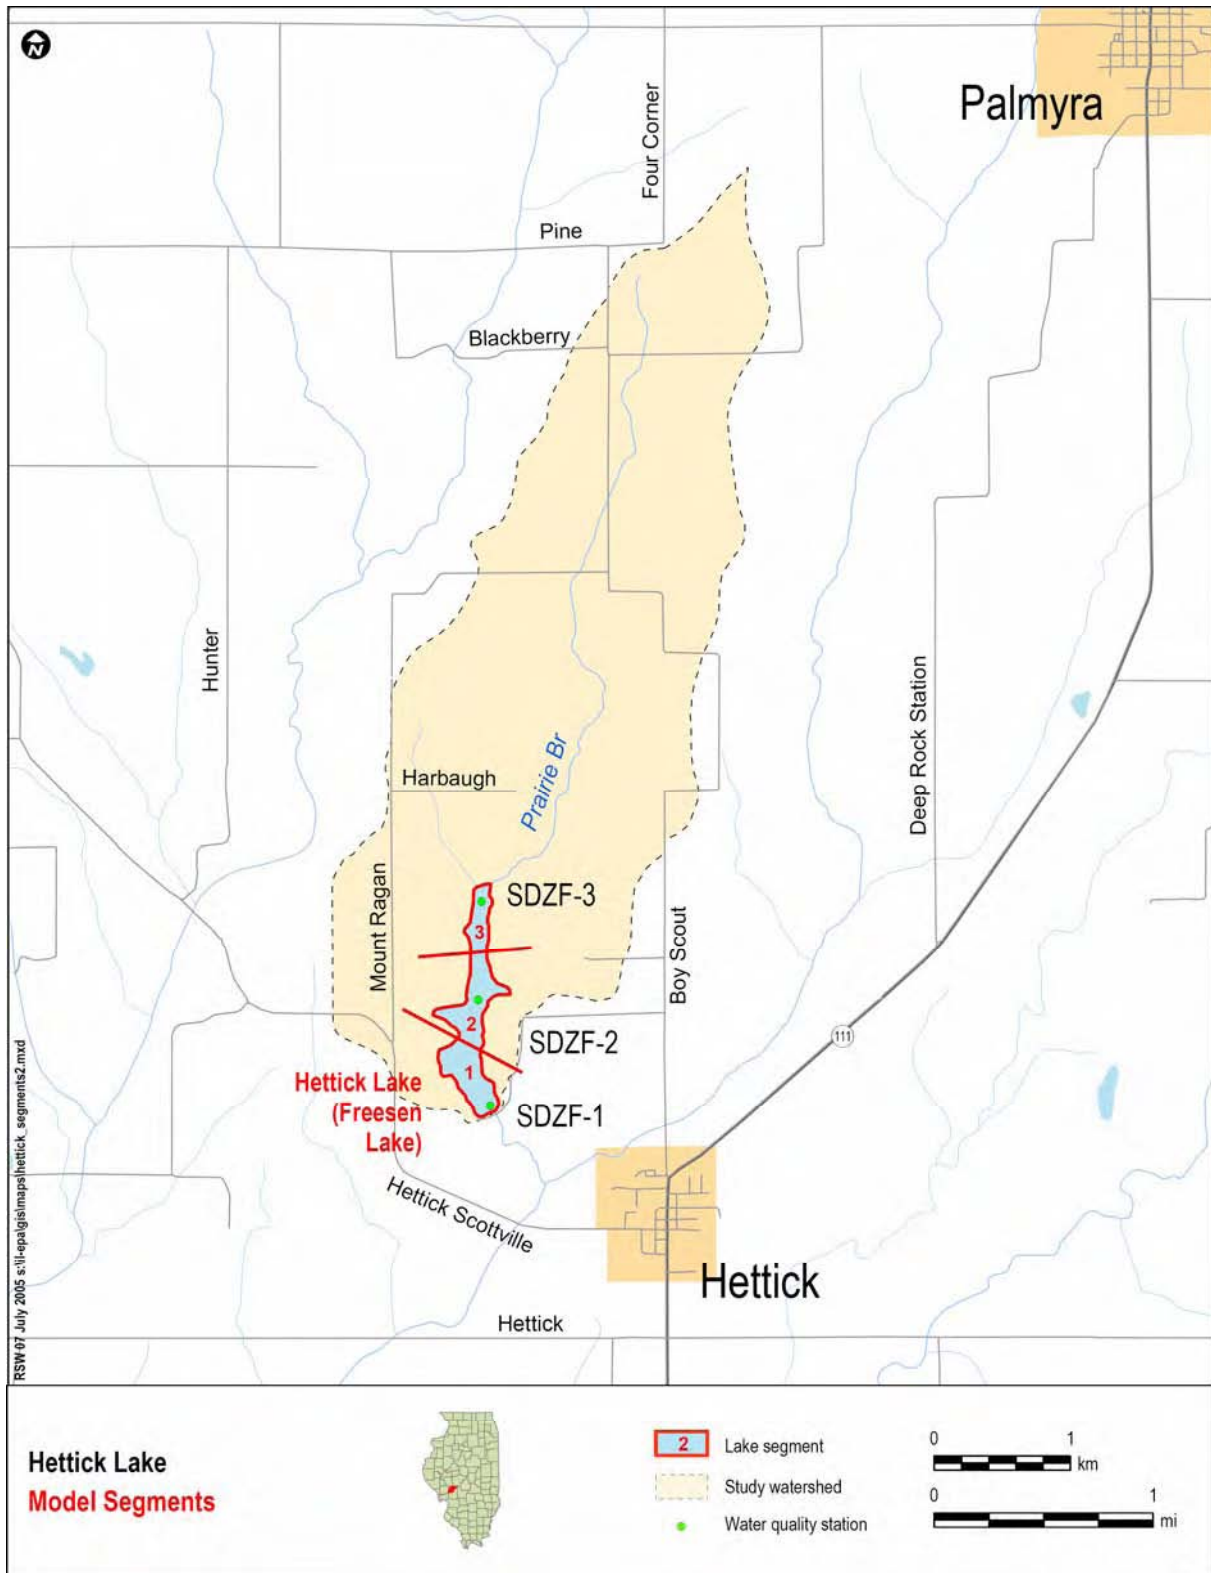 N
Palmyra
Four Corner
Pine
Blackberry
Hunter
Deep Rock Station
Harbaugh
Prairie Br
Mount Ragan
SDZF-3
3
Boy Scout
2
SDZF-2
111
1
Hettick Lake
(Freesen
Lake)
SDZF-1
Hettick Scottville
Hettick
Hettick
RSW 07 July 2005 s:\il-epa\gis\maps\hettick_segments2.mxd
Hettick Lake
Model Segments
2 Lake segment
Study watershed
Water quality station
0 1
km
0 1
mi